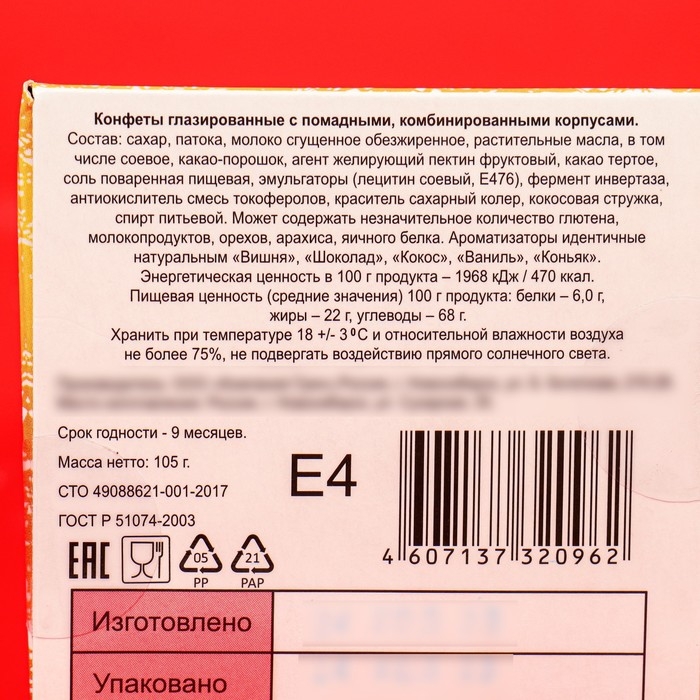 Конфеты глазированные с помадными, комбинированными корпусами.
Состав: сахар, патока, молоко сгущенное обезжиренное, растительные масла, в том
числе соевое, какао-порошок, агент желирующий пектин фруктовый, какао тертое,
соль поваренная пищевая, эмульгаторы (лецитин соевый, Е476), фермент инвертаза,
антиокислитель смесь токоферолов, краситель сахарный колер, кокосовая стружка,
спирт питьевой. Может содержать незначительное количество глютена,
молокопродуктов, орехов, арахиса, яичного белка. Ароматизаторы идентичные
натуральным «Вишня», «Шоколад», «Кокос», «Ваниль», «Коньяк».
Энергетическая ценность в 100 г продукта – 1968 кДж / 470 ккал.
Пищевая ценность (средние значения) 100 г продукта: белки – 6,0 г,
жиры – 22 г, углеводы – 68 г.
Хранить при температуре 18 +/- 3⁰С и относительной влажности воздуха
не более 75%, не подвергать воздействию прямого солнечного света.
Срок годности - 9 месяцев.
Масса нетто: 105 г.
СТО 49088621-001-2017
ГОСТ Р 51074-2003
Е4
4 607137 320962
ЕАС
05
PP
21
PAP
Изготовлено
Упаковано